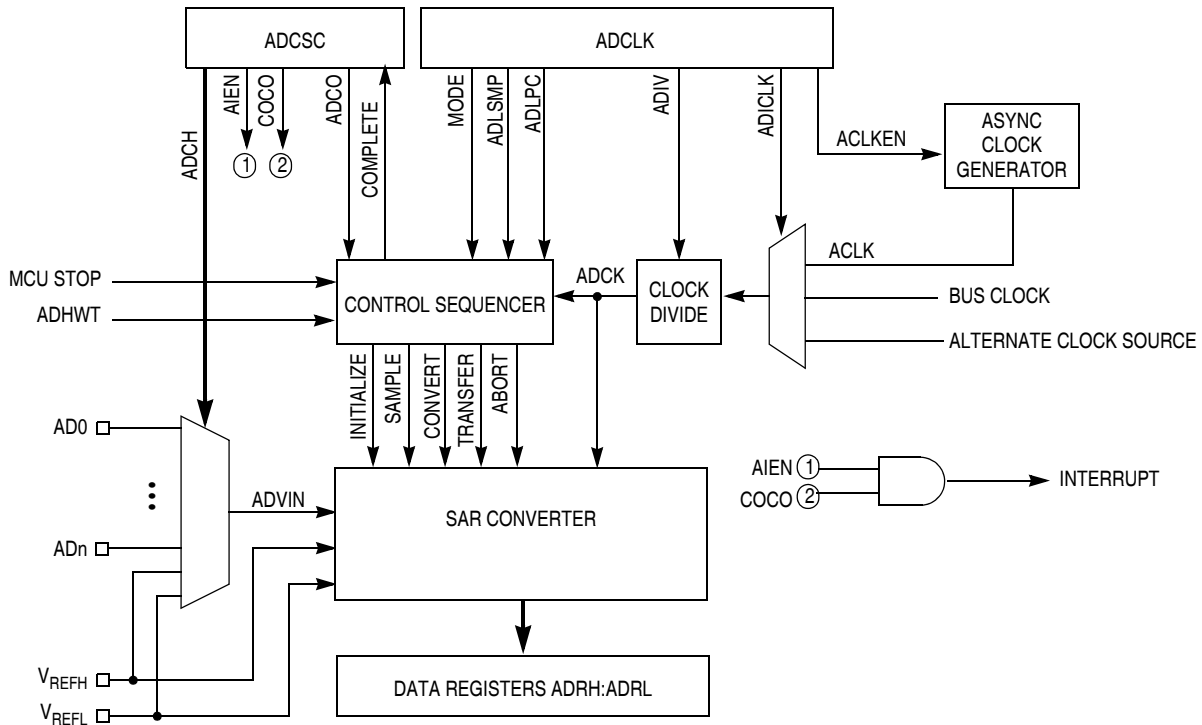 ADCSC
ADCLK
ADCH
AIEN
COCO
ADCO
COMPLETE
MODE
ADLSMP
ADLPC
ADIV
ADICLK
ACLKEN
ASYNC
CLOCK
GENERATOR
1
2
MCU STOP
ADHWT
CONTROL SEQUENCER
ADCK
CLOCK
DIVIDE
ACLK
BUS CLOCK
ALTERNATE CLOCK SOURCE
INITIALIZE
SAMPLE
CONVERT
TRANSFER
ABORT
AD0
•••
ADn
ADVIN
SAR CONVERTER
AIEN 1
COCO 2
INTERRUPT
VREFH
VREFL
DATA REGISTERS ADRH:ADRL